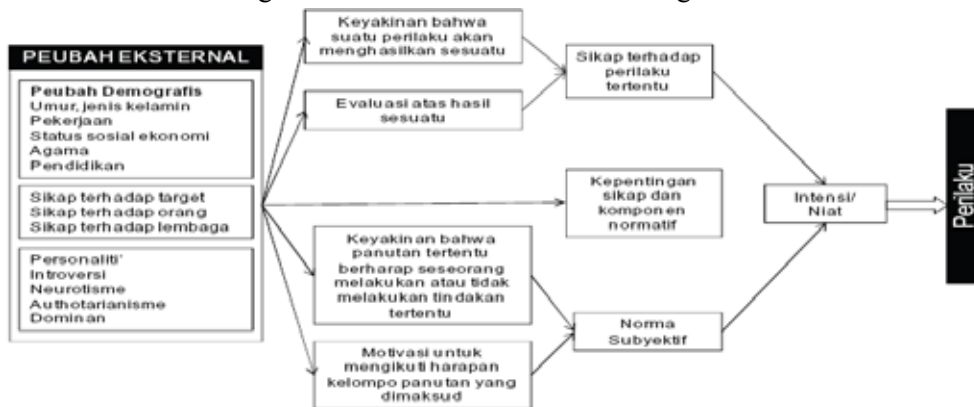 PEUBAH EKSTERNAL
Peubah Demografis
Umur, jenis kelamin
Pekerjaan
Status sosial ekonomi
Agama
Pendidikan
Sikap terhadap target
Sikap terhadap orang
Sikap terhadap lembaga
Personaliti'
Introversi
Neurotisme
Authotarianisme
Dominan
Keyakinan bahwa
suatu perilaku akan
menghasilkan sesuatu
Evaluasi atas hasil
sesuatu
Keyakinan bahwa
panutan tertentu
berharap seseorang
melakukan atau tidak
melakukan tindakan
tertentu
Motivasi untuk
mengikuti harapan
kelompo panutan yang
dimaksud
Sikap terhadap
perilaku
tertentu
Kepentingan
sikap dan
komponen
normatif
Norma
Subyektif
Intensi/
Niat
Perilaku